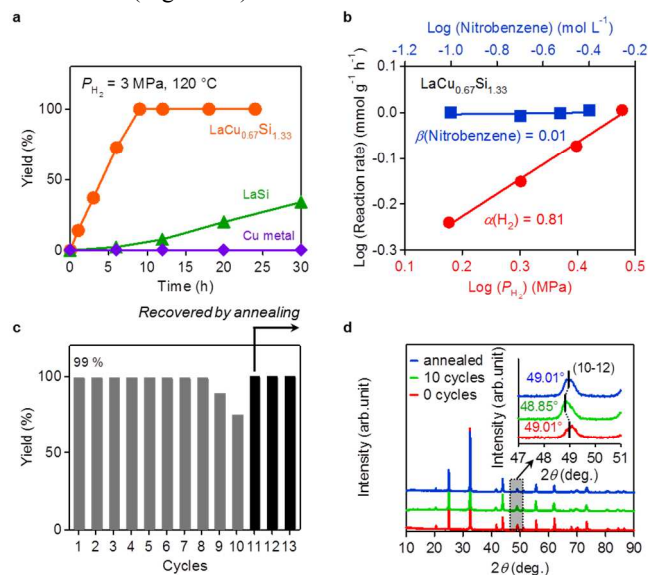 a
P_H2 = 3 MPa, 120 °C
100
50
0
Yield (%)
LaCu0.67Si1.33
LaSi
Cu metal
0 5 10 15 20 25 30
Time (h)
b
Log (Nitrobenzene) (mol L⁻¹)
-1.2 -1.0 -0.8 -0.6 -0.4 -0.2
LaCu0.67Si1.33
0.1
0.0
-0.1
-0.2
-0.3
Log (Reaction rate) (mmol g⁻¹ h⁻¹)
β(Nitrobenzene) = 0.01
α(H2) = 0.81
0.1 0.2 0.3 0.4 0.5
Log (P_H2) (MPa)
c
Recovered by annealing
99 %
100
50
0
Yield (%)
1 2 3 4 5 6 7 8 9 10 11 12 13
Cycles
d
annealed
10 cycles
0 cycles
Intensity (arb.unit)
Intensity (arb.unit)
(10-12)
49.01°
48.85°
49.01°
47 48 49 50 51
2θ(deg.)
10 20 30 40 50 60 70 80 90
2θ(deg.)